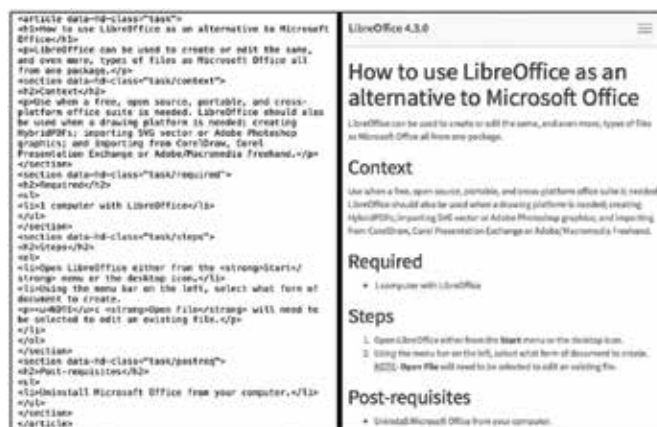 <article data-hd-class="task">
<h1>How to use LibreOffice as an alternative to Microsoft
Office</h1>
<p>LibreOffice can be used to create or edit the same,
and even more, types of files as Microsoft Office all
from one package.</p>
<section data-hd-class="task/context">
<h2>Context</h2>
<p>Use when a free, open source, portable, and cross-
platform office suite is needed. LibreOffice should also
be used when a drawing platform is needed; creating
HybridPDFs; importing SVG vector or Adobe Photoshop
graphics; and importing from CorelDraw, Corel
Presentation Exchange or Adobe/Macromedia Freehand.</p>
</section>
<section data-hd-class="task/required">
<h2>Required</h2>
<ul>
<li>1 computer with LibreOffice</li>
</ul>
</section>
<section data-hd-class="task/steps">
<h2>Steps</h2>
<ol>
<li>Open LibreOffice either from the <strong>Start</
strong> menu or the desktop icon.</li>
<li>Using the menu bar on the left, select what form of
document to create.
<p><u>NOTE</u>: <strong>Open File</strong> will need to
be selected to edit an existing file.</p>
</li>
</ol>
</section>
<section data-hd-class="task/postreq">
<h2>Post-requisites</h2>
<ul>
<li>Uninstall Microsoft Office from your computer.</li>
</ul>
</section>
</article>
LibreOffice 4.3.0
How to use LibreOffice as an
alternative to Microsoft Office
LibreOffice can be used to create or edit the same, and even more, types of files
as Microsoft Office all from one package.
Context
Use when a free, open source, portable, and cross platform office suite is needed.
LibreOffice should also be used when a drawing platform is needed; creating
HybridPDFs; importing SVG vector or Adobe Photoshop graphics; and importing
from CorelDraw, Corel Presentation Exchange or Adobe/Macromedia Freehand.
Required
• 1 computer with LibreOffice
Steps
1. Open LibreOffice either from the Start menu or the desktop icon.
2. Using the menu bar on the left, select what form of document to create.
NOTE: Open File will need to be selected to edit an existing file.
Post-requisites
• Uninstall Microsoft Office from your computer.